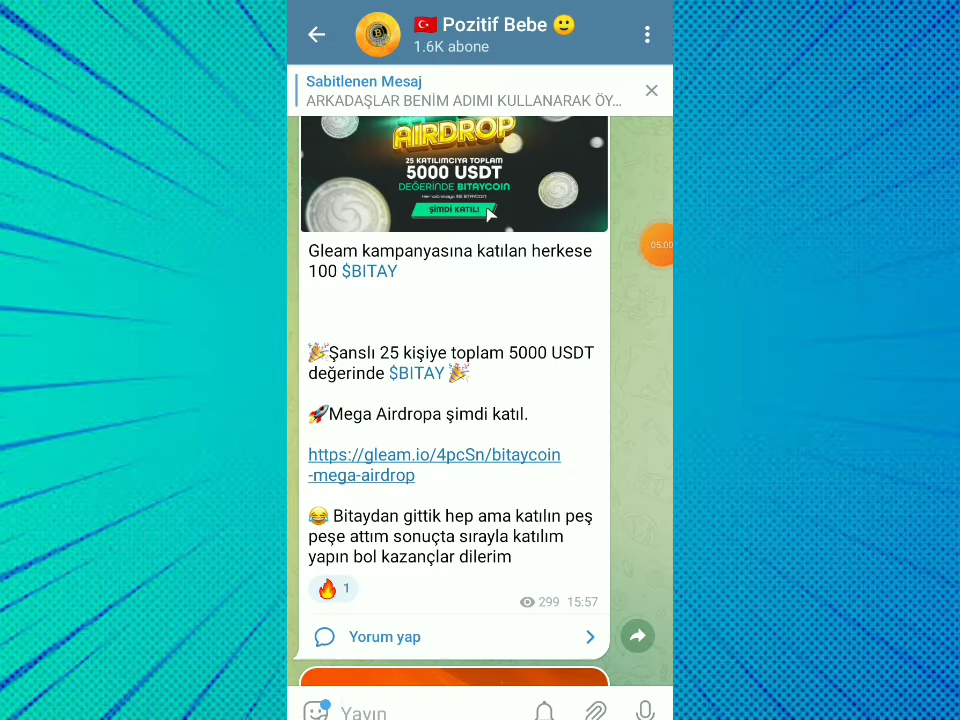 🇹🇷 Pozitif Bebe 🙂
1.6K abone
Sabitlenen Mesaj
ARKADAŞLAR BENİM ADIMI KULLANARAK ÖY...
AIRDROP
25 KATILIMCIYA TOPLAM
5000 USDT
DEĞERİNDE BITAYCOIN
ŞİMDİ KATIL!
05:00
Gleam kampanyasına katılan herkese
100 $BITAY
🎉Şanslı 25 kişiye toplam 5000 USDT
değerinde $BITAY 🎉
🚀Mega Airdropa şimdi katıl.
https://gleam.io/4pcSn/bitaycoin
-mega-airdrop
😂 Bitaydan gittik hep ama katılın peş
peşe attım sonuçta sırayla katılım
yapın bol kazançlar dilerim
🔥 1
299 15:57
Yorum yap
Yayın